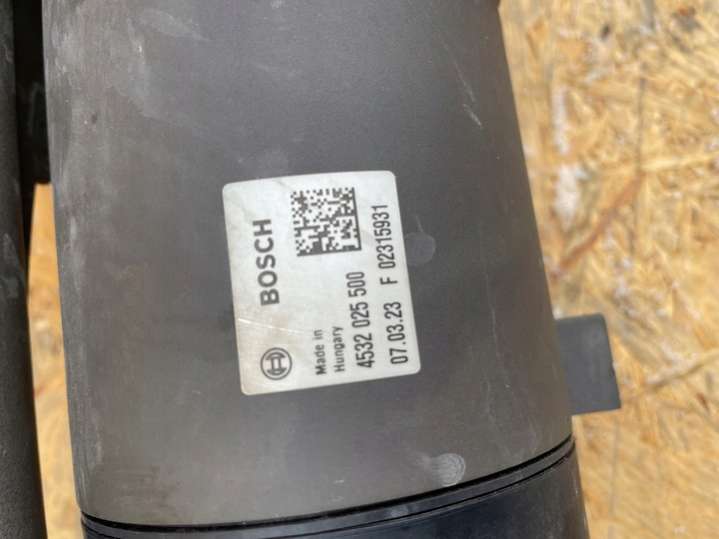 BOSCH
Made in
Hungary
4532 025 500
07.03.23 F 02315931